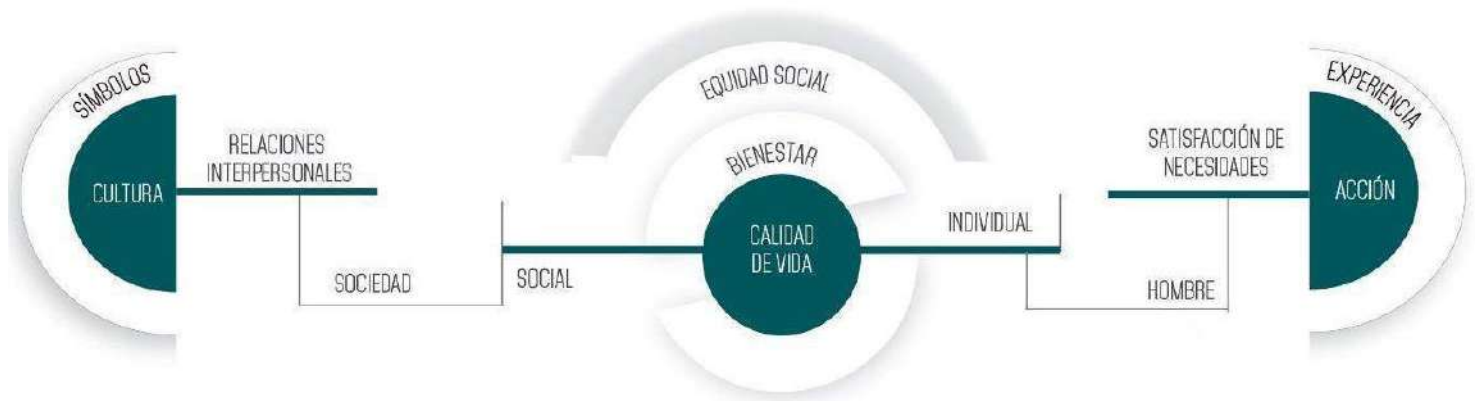 SÍMBOLOS
CULTURA
RELACIONES
INTERPERSONALES
SOCIEDAD
SOCIAL
EQUIDAD SOCIAL
BIENESTAR
CALIDAD
DE VIDA
INDIVIDUAL
HOMBRE
SATISFACCIÓN DE
NECESIDADES
EXPERIENCIA
ACCIÓN